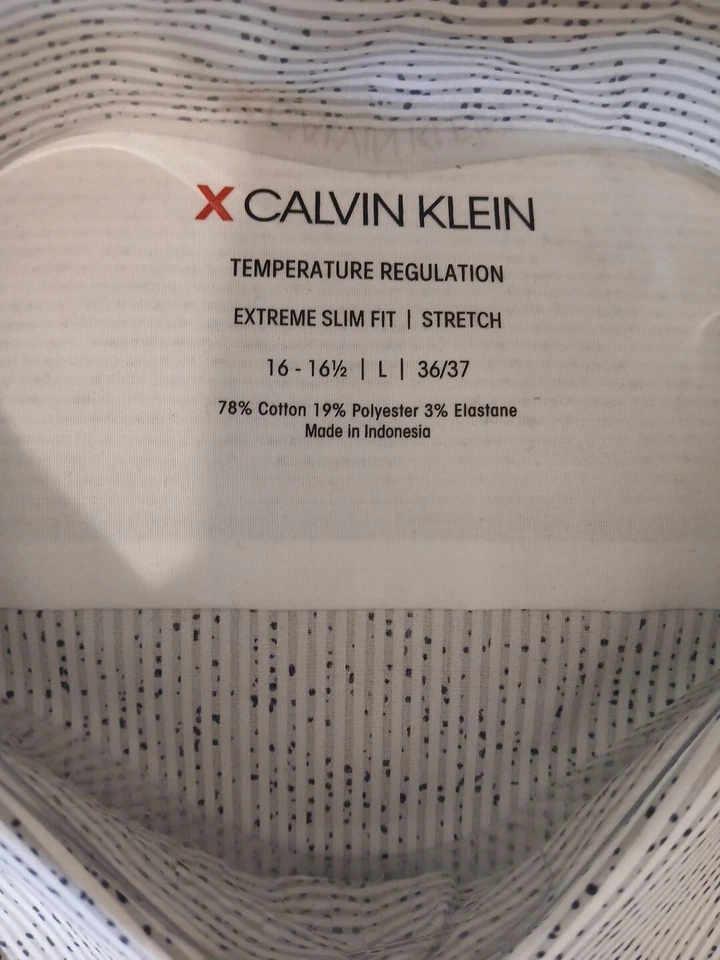 X CALVIN KLEIN
TEMPERATURE REGULATION
EXTREME SLIM FIT | STRETCH
16 - 16½ | L | 36/37
78% Cotton 19% Polyester 3% Elastane
Made in Indonesia